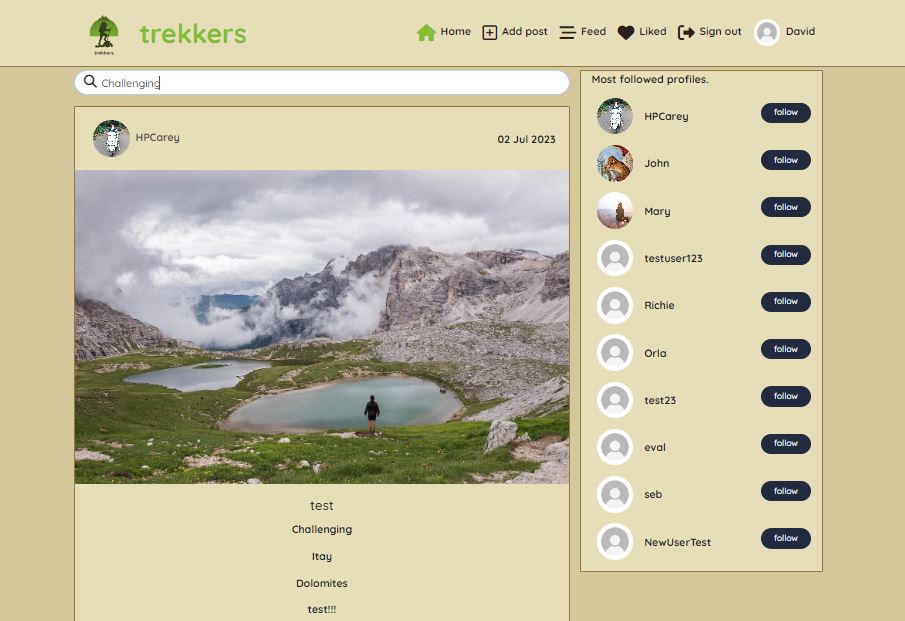 trekkers
trekkers
Home
Add post
Feed
Liked
Sign out
David
Challenging
HPCarey
02 Jul 2023
test
Challenging
Itay
Dolomites
test!!!
Most followed profiles.
HPCarey
follow
John
follow
Mary
follow
testuser123
follow
Richie
follow
Orla
follow
test23
follow
eval
follow
seb
follow
NewUserTest
follow